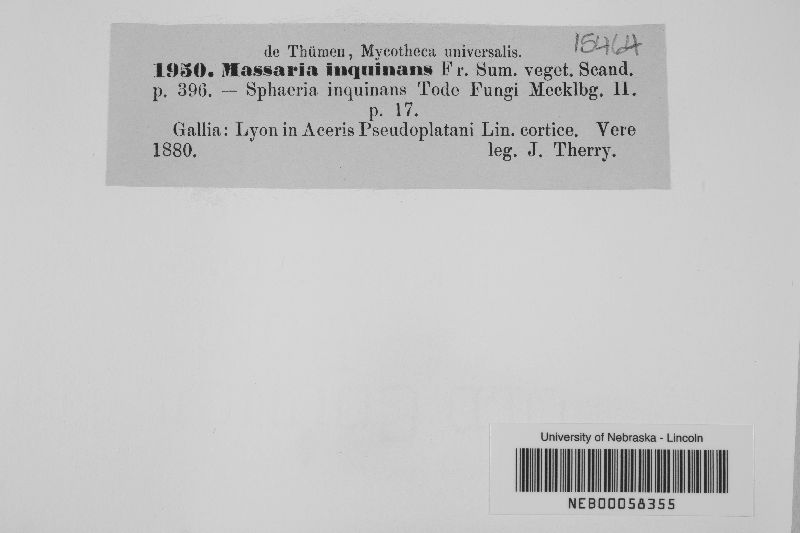 de Thümen, Mycotheca universalis. 15464
1950. Massaria inquinans Fr. Sum. veget. Scand.
p. 396. — Sphaeria inquinans Tode Fungi Mecklbg. II.
p. 17.
Gallia: Lyon in Aceris Pseudoplatani Lin. cortice. Vere
1880. leg. J. Therry.
University of Nebraska - Lincoln
NEB00058355